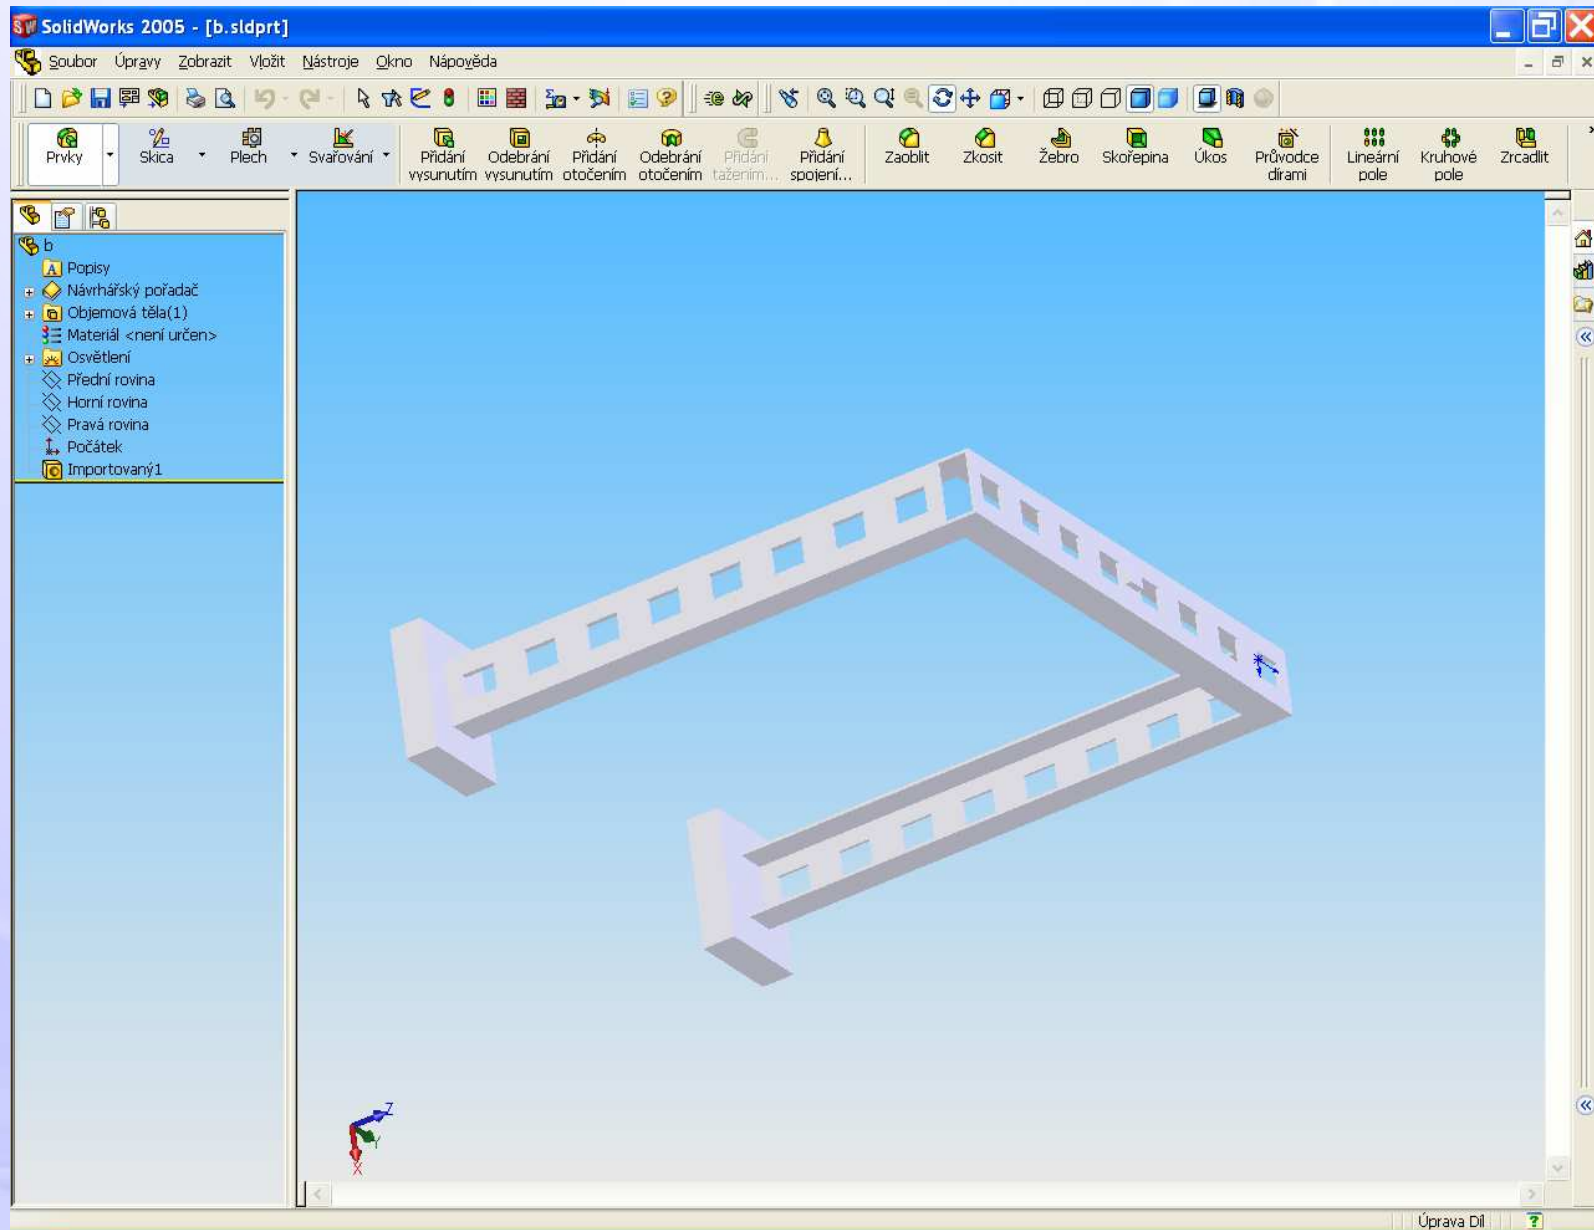 SolidWorks 2005 - [b.sldprt]
Soubor Úpravy Zobrazit Vložit Nástroje Okno Nápověda
Prvky Skica Plech Svařování Přidání vysunutím Odebrání vysunutím Přidání otočením Odebrání otočením Přidání tažením... Přidání spojení... Zaoblit Zkosit Žebro Skořepina Úkos Průvodce dírami Lineární pole Kruhové pole Zrcadlit
b
Popisy
Návrhářský pořadač
Objemová těla(1)
Materiál <není určen>
Osvětlení
Přední rovina
Horní rovina
Pravá rovina
Počátek
Importovaný1
Z
Y
X
Úprava Díl